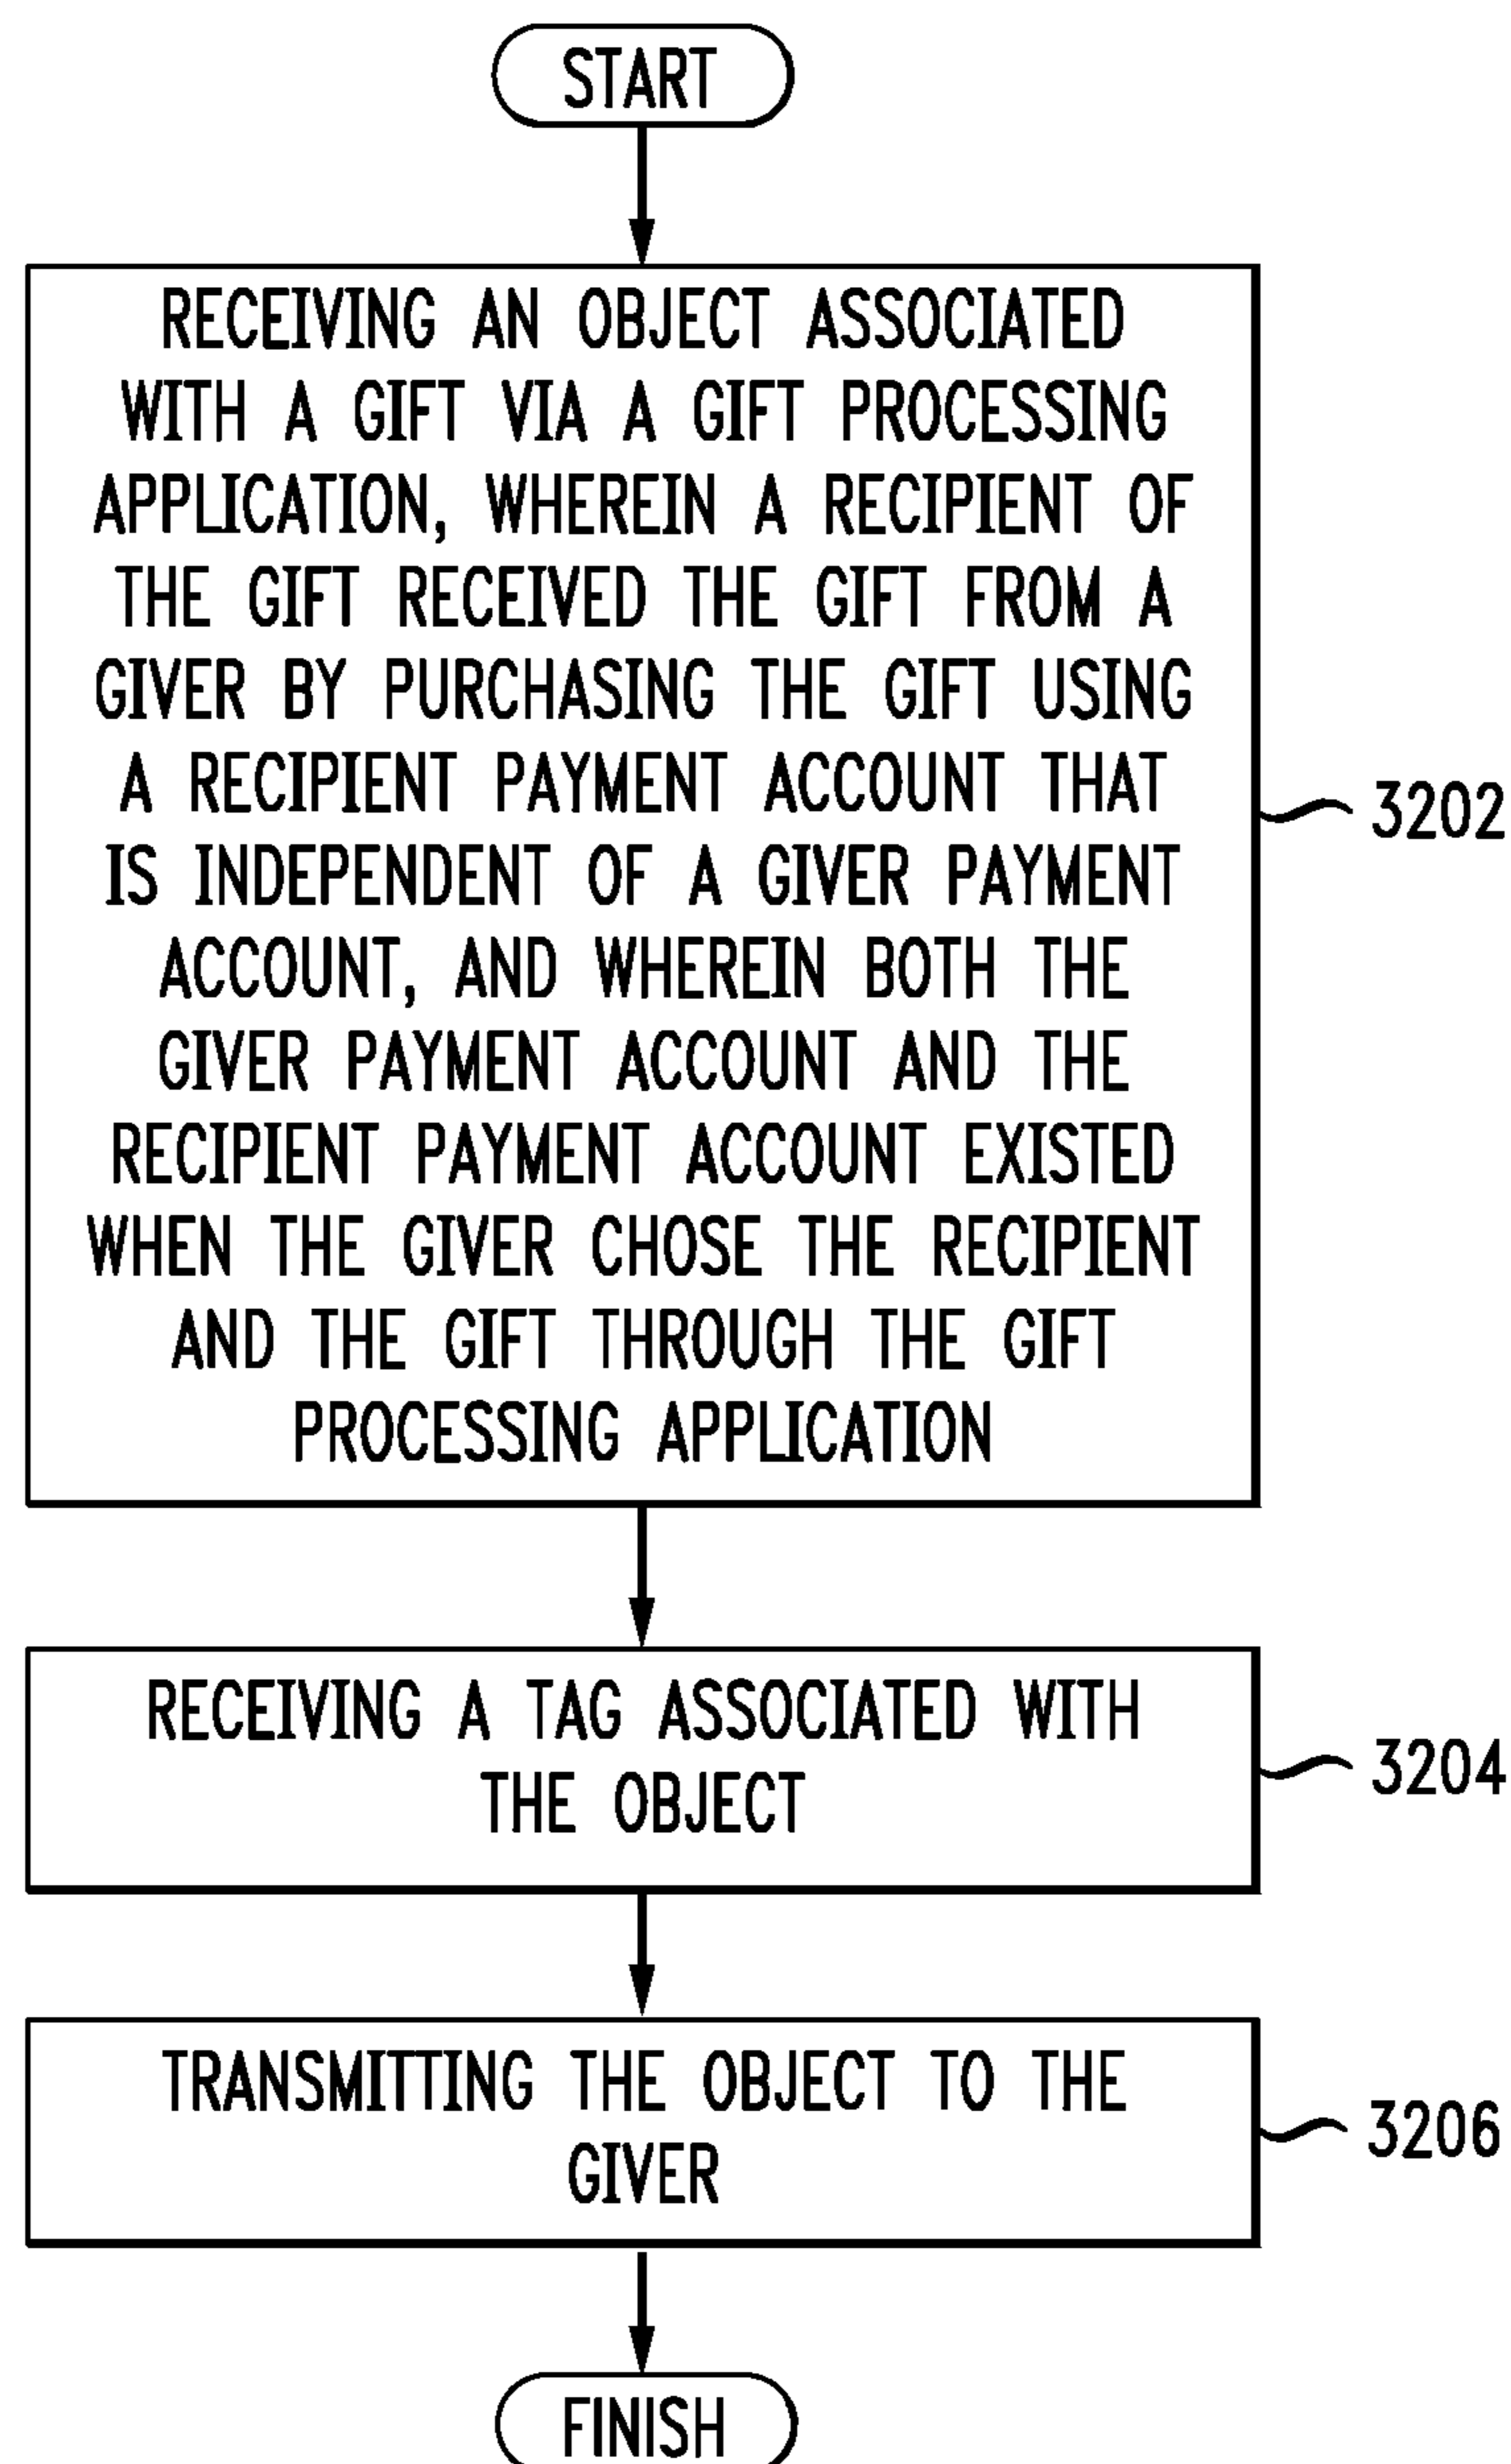 START
RECEIVING AN OBJECT ASSOCIATED
WITH A GIFT VIA A GIFT PROCESSING
APPLICATION, WHEREIN A RECIPIENT OF
THE GIFT RECEIVED THE GIFT FROM A
GIVER BY PURCHASING THE GIFT USING
A RECIPIENT PAYMENT ACCOUNT THAT
IS INDEPENDENT OF A GIVER PAYMENT
ACCOUNT, AND WHEREIN BOTH THE
GIVER PAYMENT ACCOUNT AND THE
RECIPIENT PAYMENT ACCOUNT EXISTED
WHEN THE GIVER CHOSE THE RECIPIENT
AND THE GIFT THROUGH THE GIFT
PROCESSING APPLICATION
3202
RECEIVING A TAG ASSOCIATED WITH
THE OBJECT
3204
TRANSMITTING THE OBJECT TO THE
GIVER
3206
FINISH